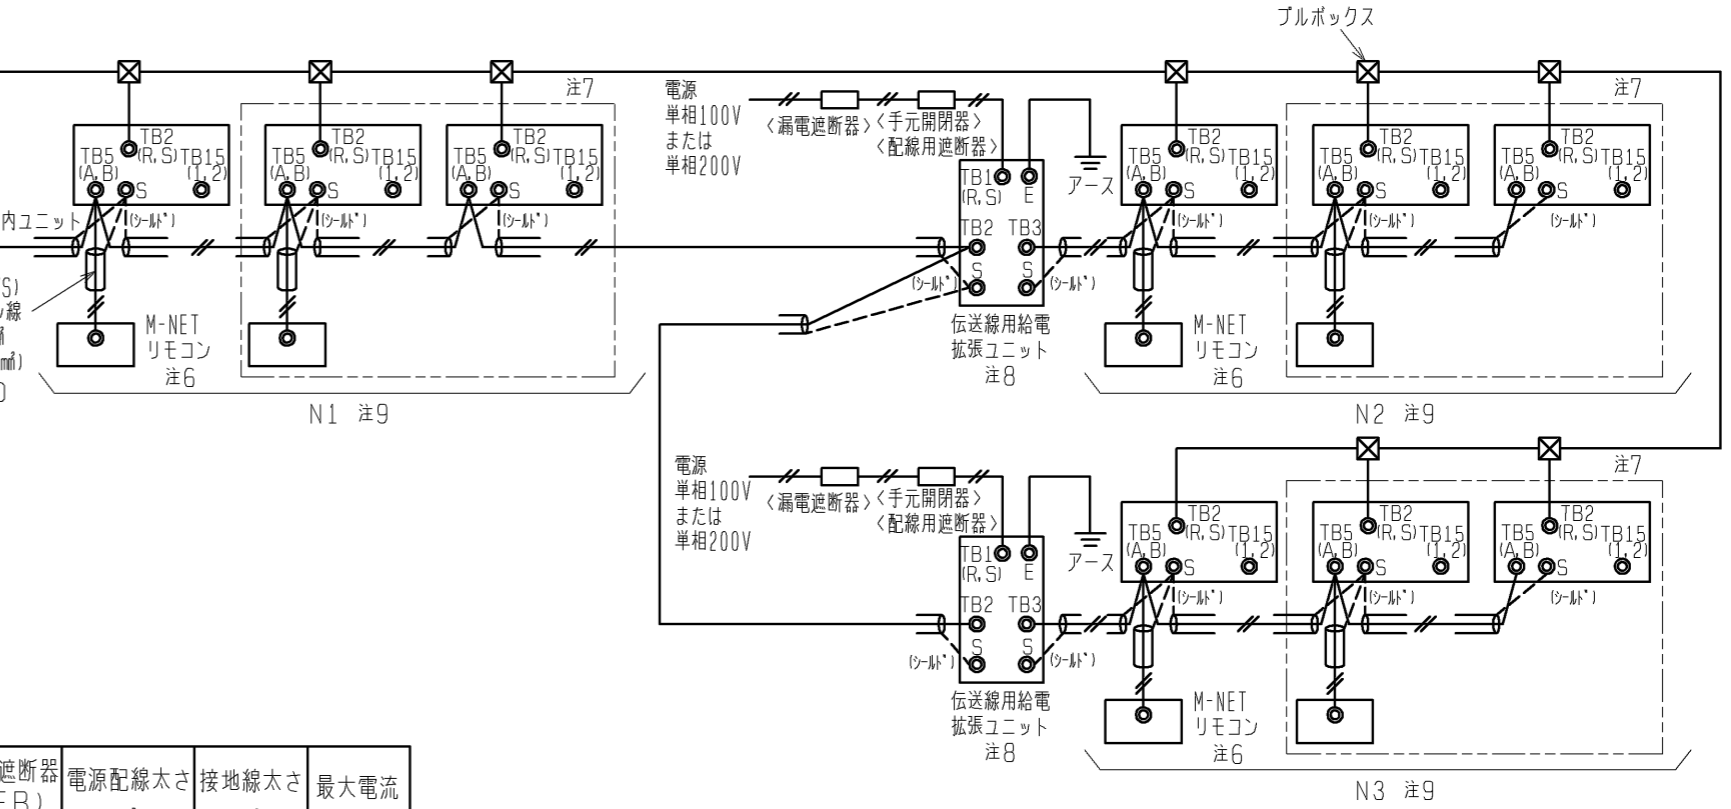 プルボックス
注7
電源
単相100V
または
単相200V
〈漏電遮断器〉
〈手元開閉器〉
〈配線用遮断器〉
注7
TB2
(R,S)
TB5
(A,B)
TB15
(1,2)
S
(シールド)
TB2
(R,S)
TB5
(A,B)
TB15
(1,2)
S
(シールド)
TB2
(R,S)
TB5
(A,B)
TB15
(1,2)
S
(シールド)
内ユニット
S)
線
M-NET
リモコン
注6
N1 注9
TB1
(R,S)
E
アース
TB2
TB3
S
S
(シールド)
(シールド)
伝送線用給電
拡張ユニット
注8
TB2
(R,S)
TB5
(A,B)
TB15
(1,2)
S
(シールド)
TB2
(R,S)
TB5
(A,B)
TB15
(1,2)
S
(シールド)
TB2
(R,S)
TB5
(A,B)
TB15
(1,2)
S
(シールド)
M-NET
リモコン
注6
N2 注9
電源
単相100V
または
単相200V
〈漏電遮断器〉
〈手元開閉器〉
〈配線用遮断器〉
注7
TB1
(R,S)
E
アース
TB2
TB3
S
S
(シールド)
(シールド)
伝送線用給電
拡張ユニット
注8
TB2
(R,S)
TB5
(A,B)
TB15
(1,2)
S
(シールド)
TB2
(R,S)
TB5
(A,B)
TB15
(1,2)
S
(シールド)
TB2
(R,S)
TB5
(A,B)
TB15
(1,2)
S
(シールド)
M-NET
リモコン
注6
N3 注9
遮断器
電源配線太さ
接地線太さ
最大電流